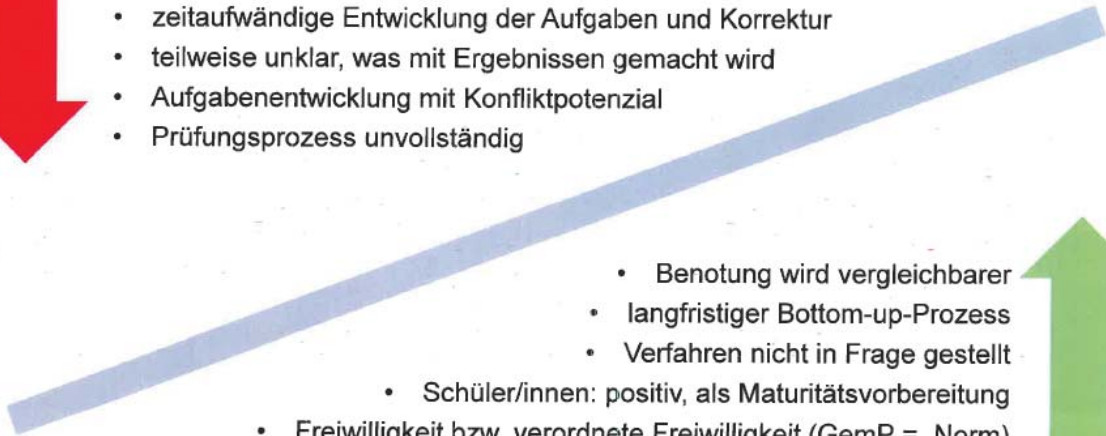 • zeitaufwändige Entwicklung der Aufgaben und Korrektur
• teilweise unklar, was mit Ergebnissen gemacht wird
• Aufgabenentwicklung mit Konfliktpotenzial
• Prüfungsprozess unvollständig
• Benotung wird vergleichbarer
• langfristiger Bottom-up-Prozess
• Verfahren nicht in Frage gestellt
• Schüler/innen: positiv, als Maturitätsvorbereitung
• Freiwilligkeit bzw. verordnete Freiwilligkeit (GemP = Norm)